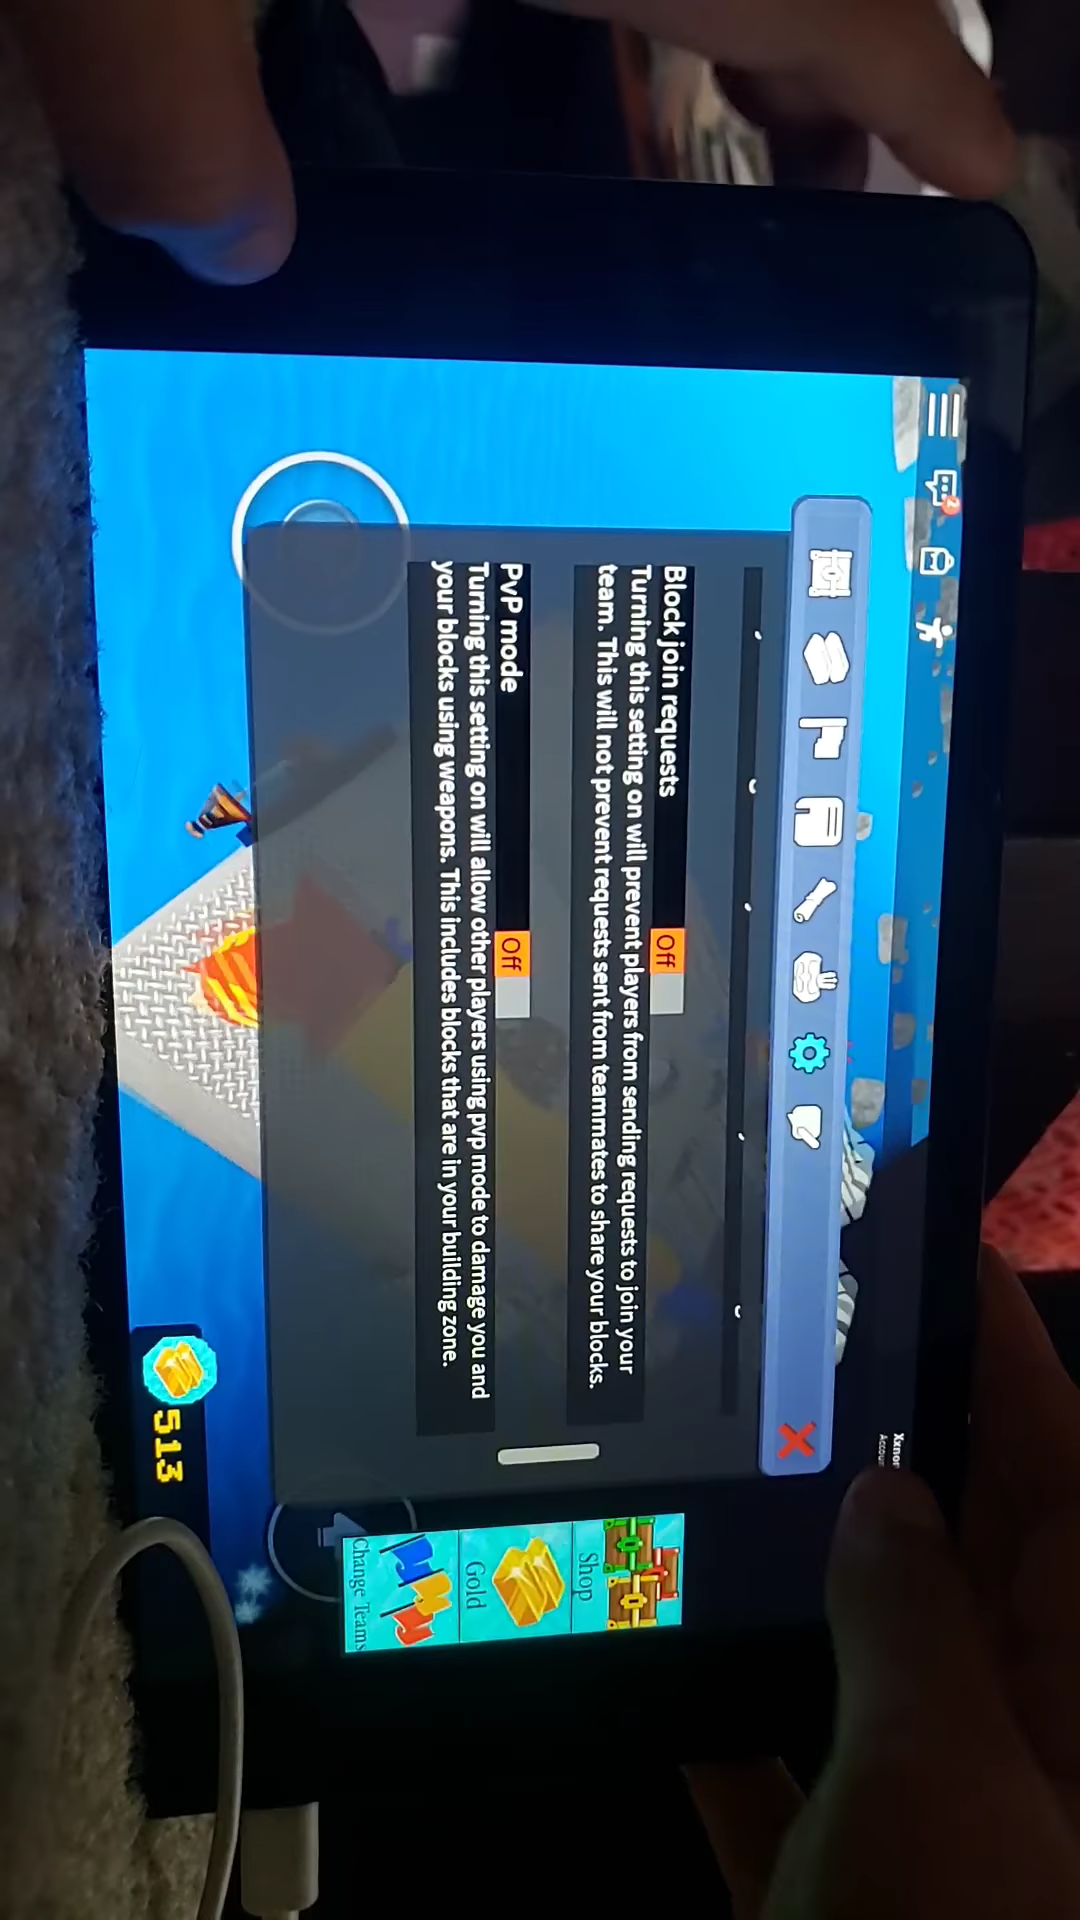 Xxnor
Accoun
Block join requests
Off
Turning this setting on will prevent players from sending requests to join your
team. This will not prevent requests sent from teammates to share your blocks.
PvP mode
Off
Turning this setting on will allow other players using pvp mode to damage you and
your blocks using weapons. This includes blocks that are in your building zone.
Shop
Gold
Change Teams
513